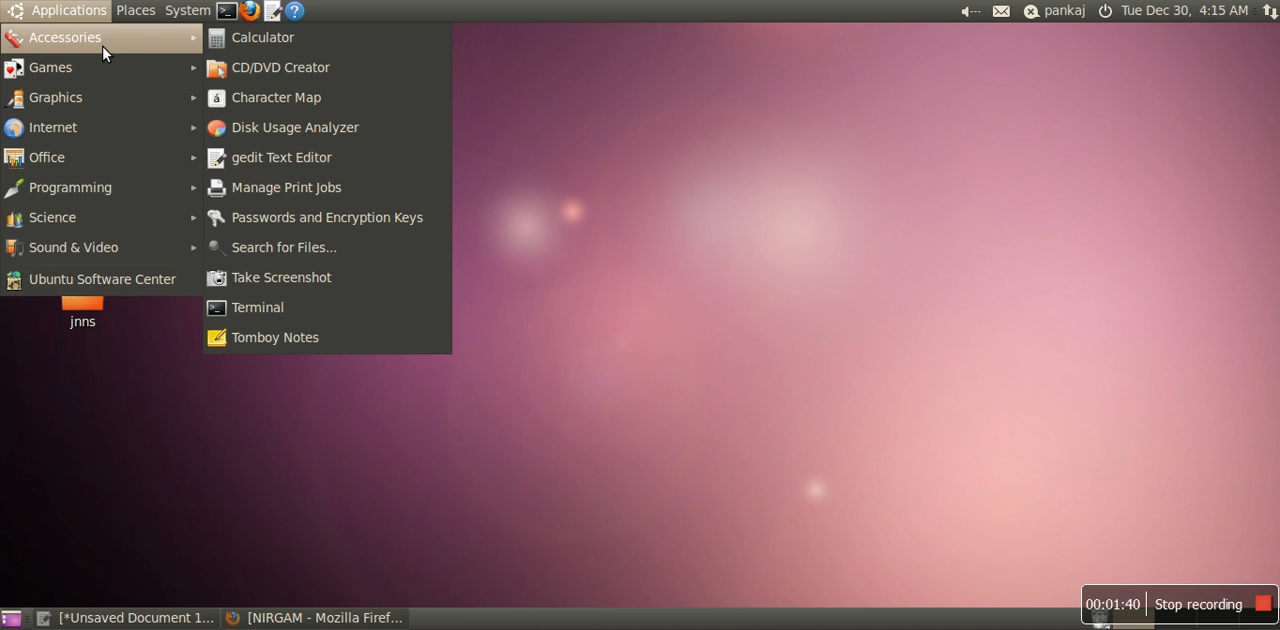 Applications Places System pankaj Tue Dec 30, 4:15 AM
Accessories
Games
Graphics
Internet
Office
Programming
Science
Sound & Video
Ubuntu Software Center
Calculator
CD/DVD Creator
Character Map
Disk Usage Analyzer
gedit Text Editor
Manage Print Jobs
Passwords and Encryption Keys
Search for Files...
Take Screenshot
Terminal
Tomboy Notes
jnns
[*Unsaved Document 1... [NIRGAM - Mozilla Firef...
00:01:40 Stop recording